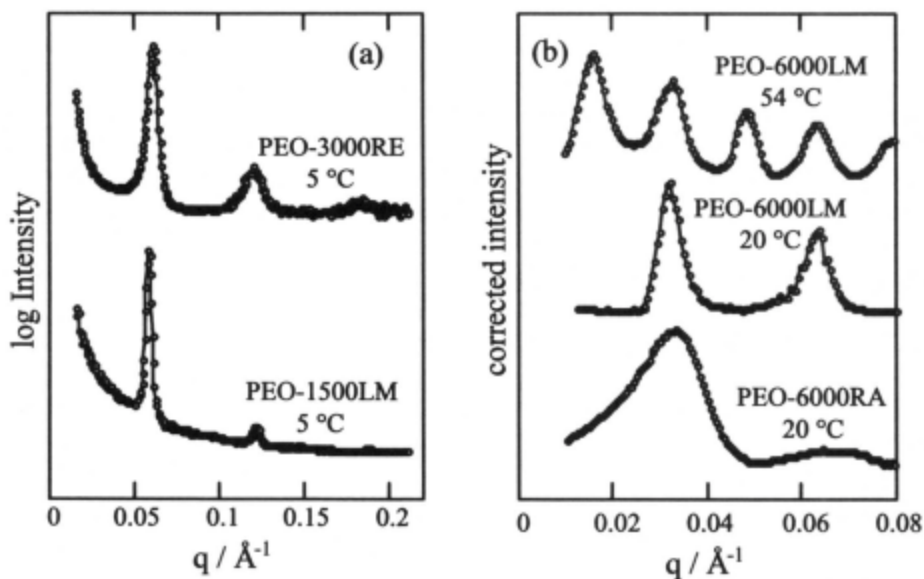 (a)
PEO-3000RE
5 °C
PEO-1500LM
5 °C
log Intensity
0 0.05 0.1 0.15 0.2
q / Å-1
(b)
PEO-6000LM
54 °C
PEO-6000LM
20 °C
PEO-6000RA
20 °C
corrected intensity
0 0.02 0.04 0.06 0.08
q / Å-1